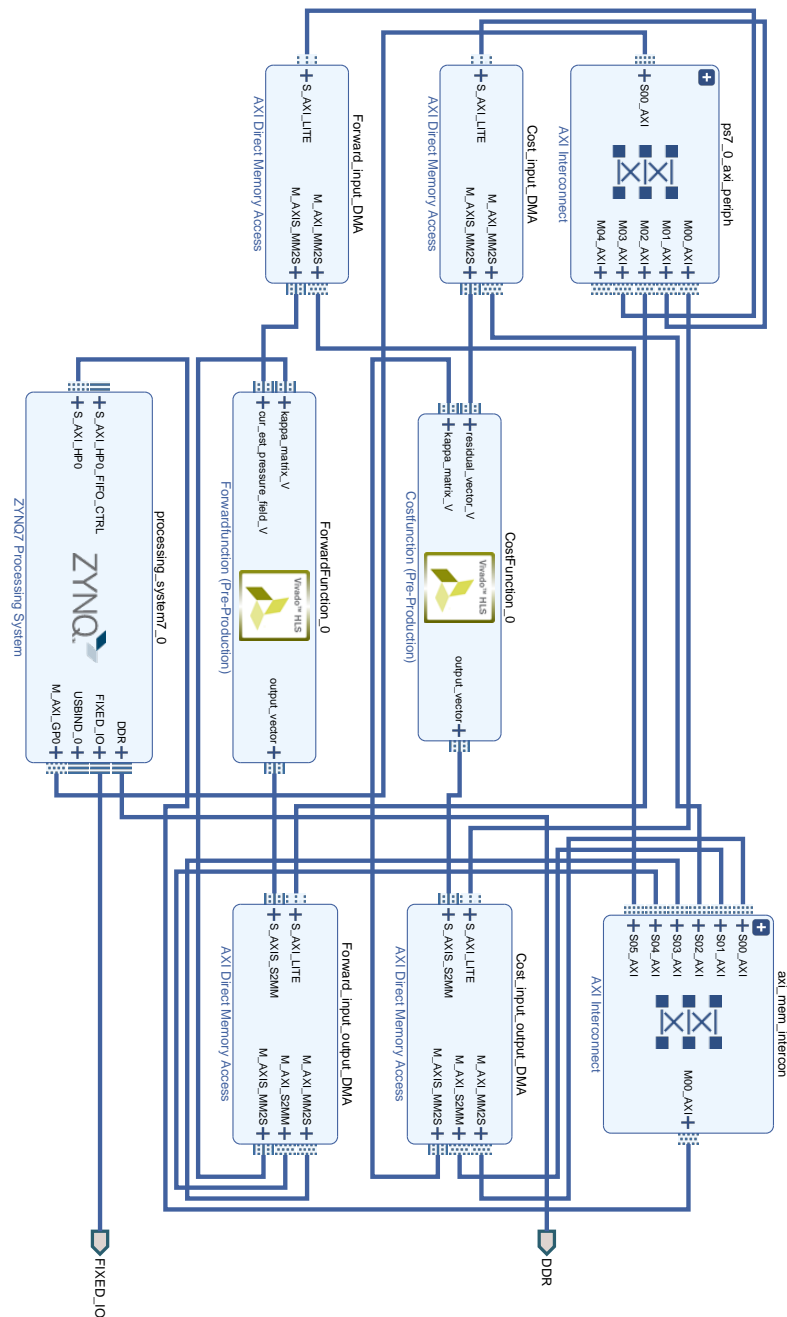 ps7_0_axi_periph
S00_AXI
M00_AXI
M01_AXI
M02_AXI
M03_AXI
M04_AXI
AXI Interconnect
Cost_input_DMA
S_AXI_LITE
M_AXI_MM2S
M_AXIS_MM2S
AXI Direct Memory Access
Forward_input_DMA
S_AXI_LITE
M_AXI_MM2S
M_AXIS_MM2S
AXI Direct Memory Access
CostFunction_0
residual_vector_V
kappa_matrix_V
Vivado™ HLS
output_vector
Costfunction (Pre-Production)
ForwardFunction_0
kappa_matrix_V
cur_est_pressure_field_V
Vivado™ HLS
output_vector
Forwardfunction (Pre-Production)
processing_system7_0
S_AXI_HP0_FIFO_CTRL
S_AXI_HP0
ZYNQ
DDR
FIXED_IO
USBIND_0
M_AXI_GP0
ZYNQ7 Processing System
axi_mem_intercon
S00_AXI
S01_AXI
S02_AXI
S03_AXI
S04_AXI
S05_AXI
M00_AXI
AXI Interconnect
Cost_input_output_DMA
S_AXI_LITE
S_AXIS_S2MM
M_AXI_MM2S
M_AXI_S2MM
M_AXIS_MM2S
AXI Direct Memory Access
Forward_input_output_DMA
S_AXI_LITE
S_AXIS_S2MM
M_AXI_MM2S
M_AXI_S2MM
M_AXIS_MM2S
AXI Direct Memory Access
DDR
FIXED_IO